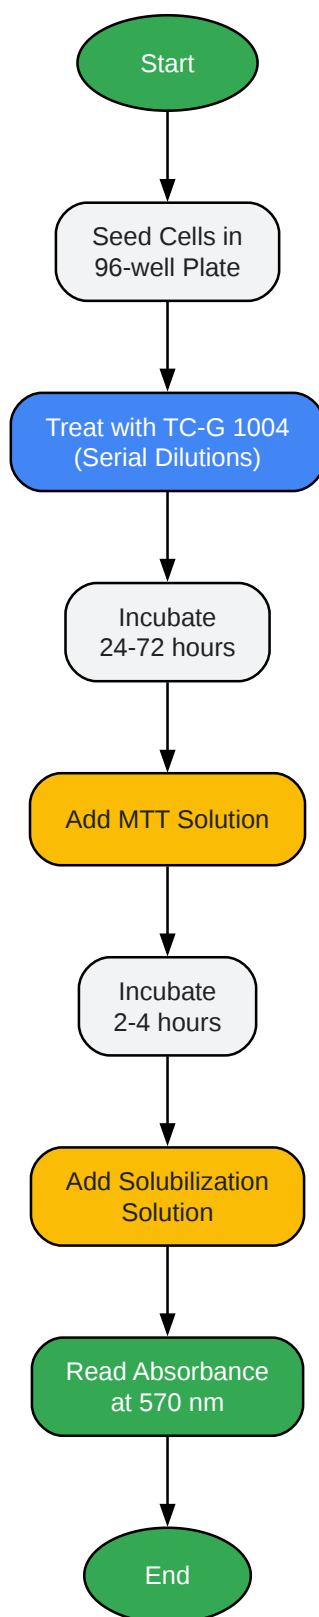 Start
Seed Cells in
96-well Plate
Treat with TC-G 1004
(Serial Dilutions)
Incubate
24-72 hours
Add MTT Solution
Incubate
2-4 hours
Add Solubilization
Solution
Read Absorbance
at 570 nm
End